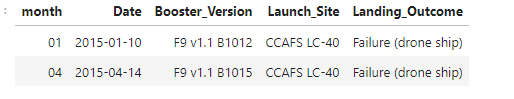 month Date Booster_Version Launch_Site Landing_Outcome
01 2015-01-10 F9 v1.1 B1012 CCAFS LC-40 Failure (drone ship)
04 2015-04-14 F9 v1.1 B1015 CCAFS LC-40 Failure (drone ship)